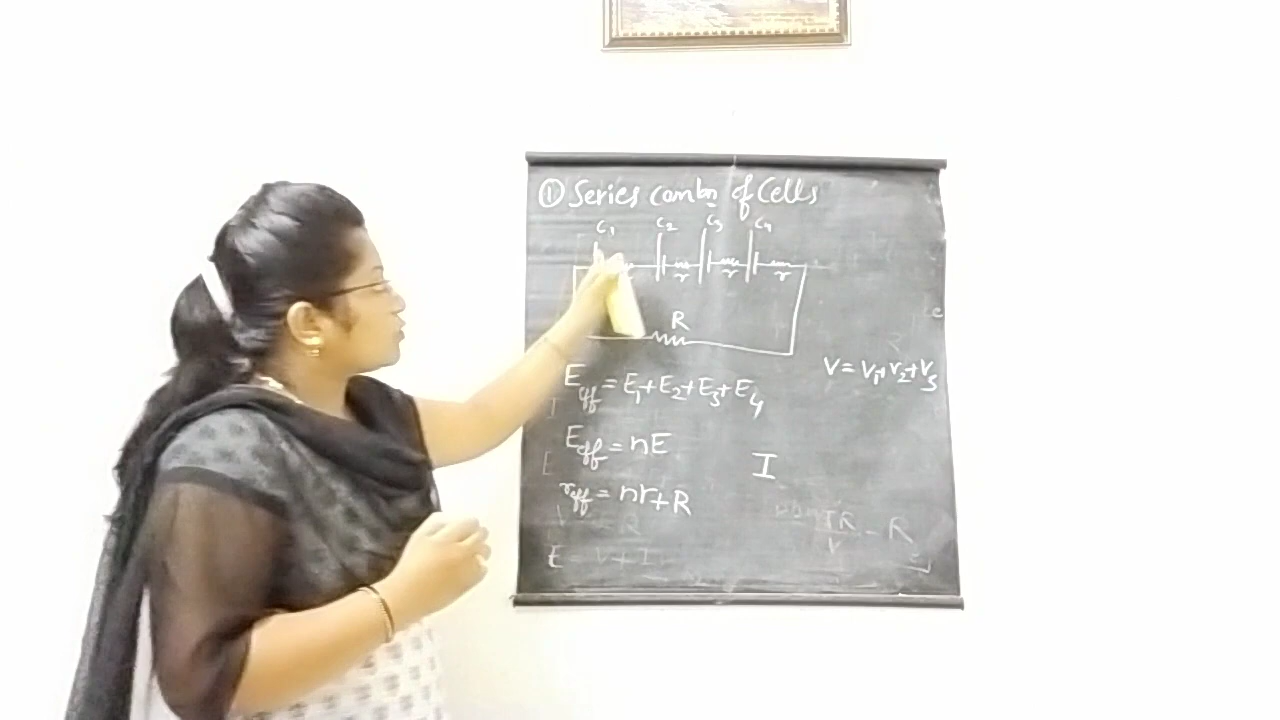 ① Series combn of Cells
C1 C2 C3 C4
r r r
R
V = V1 + V2 + V3
Eeff = E1 + E2 + E3 + E4
Eeff = nE
I
reff = nr + R
E = V + I